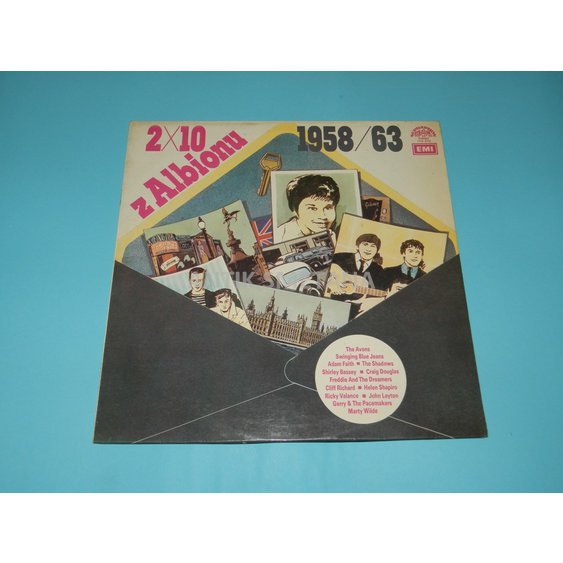 2×10
z Albionu
1958/63
EMI
The Avons
Swinging Blue Jeans
Adam Faith ■ The Shadows
Shirley Bassey ■ Craig Douglas
Freddie And The Dreamers
Cliff Richard ■ Helen Shapiro
Ricky Valance ■ John Leyton
Gerry & The Pacemakers
Marty Wilde